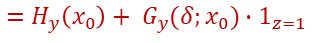 = H_y(x_0) + G_y(δ; x_0) · 1_{z=1}